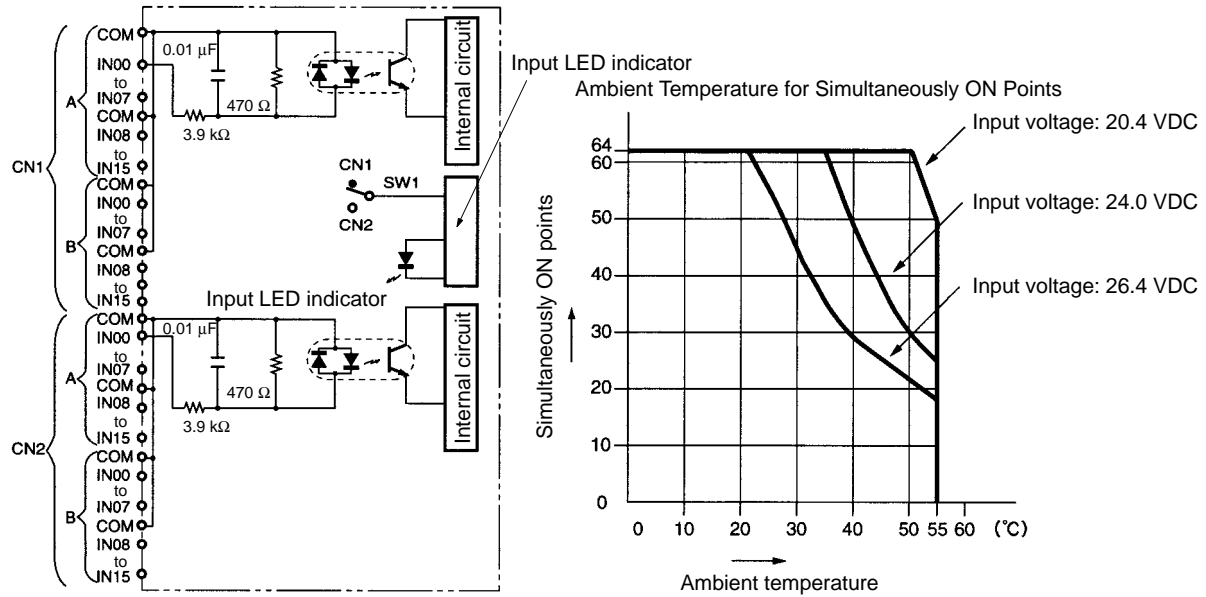 COM
0.01 µF
IN00
to
IN07
COM
IN08
to
IN15
A
470 Ω
3.9 kΩ
Internal circuit
CN1
COM
IN00
to
IN07
COM
IN08
to
IN15
B
CN1
SW1
CN2
Input LED indicator
Input LED indicator
COM
0.01 µF
IN00
to
IN07
COM
IN08
to
IN15
A
470 Ω
3.9 kΩ
Internal circuit
CN2
COM
IN00
to
IN07
COM
IN08
to
IN15
B
Ambient Temperature for Simultaneously ON Points
Input voltage: 20.4 VDC
Input voltage: 24.0 VDC
Input voltage: 26.4 VDC
Simultaneously ON points
64
60
50
40
30
20
10
0
0 10 20 30 40 50 55 60 (°C)
Ambient temperature